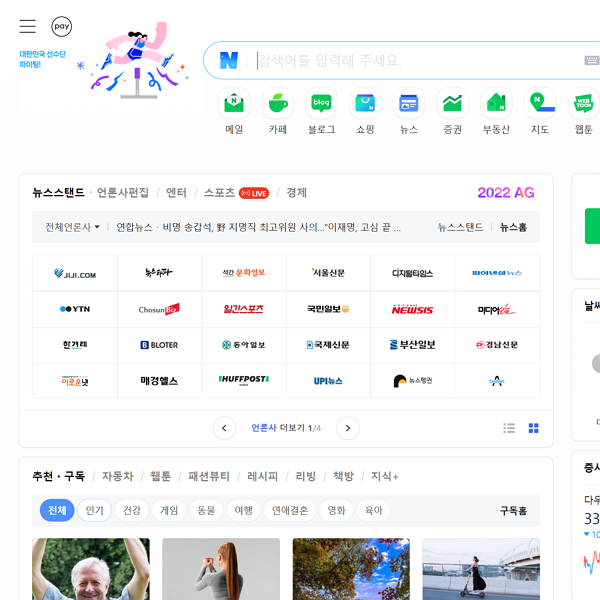 pay
대한민국 선수단
파이팅!
N 검색어를 입력해 주세요.
메일 카페 블로그 쇼핑 뉴스 증권 부동산 지도 웹툰
뉴스스탠드 · 언론사편집 / 엔터 / 스포츠 LIVE / 경제 2022 AG
전체언론사 연합뉴스 · 비명 송갑석, 野 지명직 최고위원 사의…"이재명, 고심 끝 ... 뉴스스탠드 뉴스홈
JIJI.COM 뉴스타파 석간 문화일보 서울신문 디지털타임스 파이낸셜뉴스
YTN ChosunBiz 일간스포츠 국민일보 NEWSIS 미디어오늘
한겨레 BLOTER 동아일보 국제신문 부산일보 경남신문
이로운넷 매경헬스 HUFFPOST UPI뉴스 뉴스펭귄
언론사 더보기 1/4
추천 · 구독 / 자동차 / 웹툰 / 패션뷰티 / 레시피 / 리빙 / 책방 / 지식+
전체 인기 건강 게임 동물 여행 연애결혼 영화 육아 구독홈
날씨
증시
다우
33
10